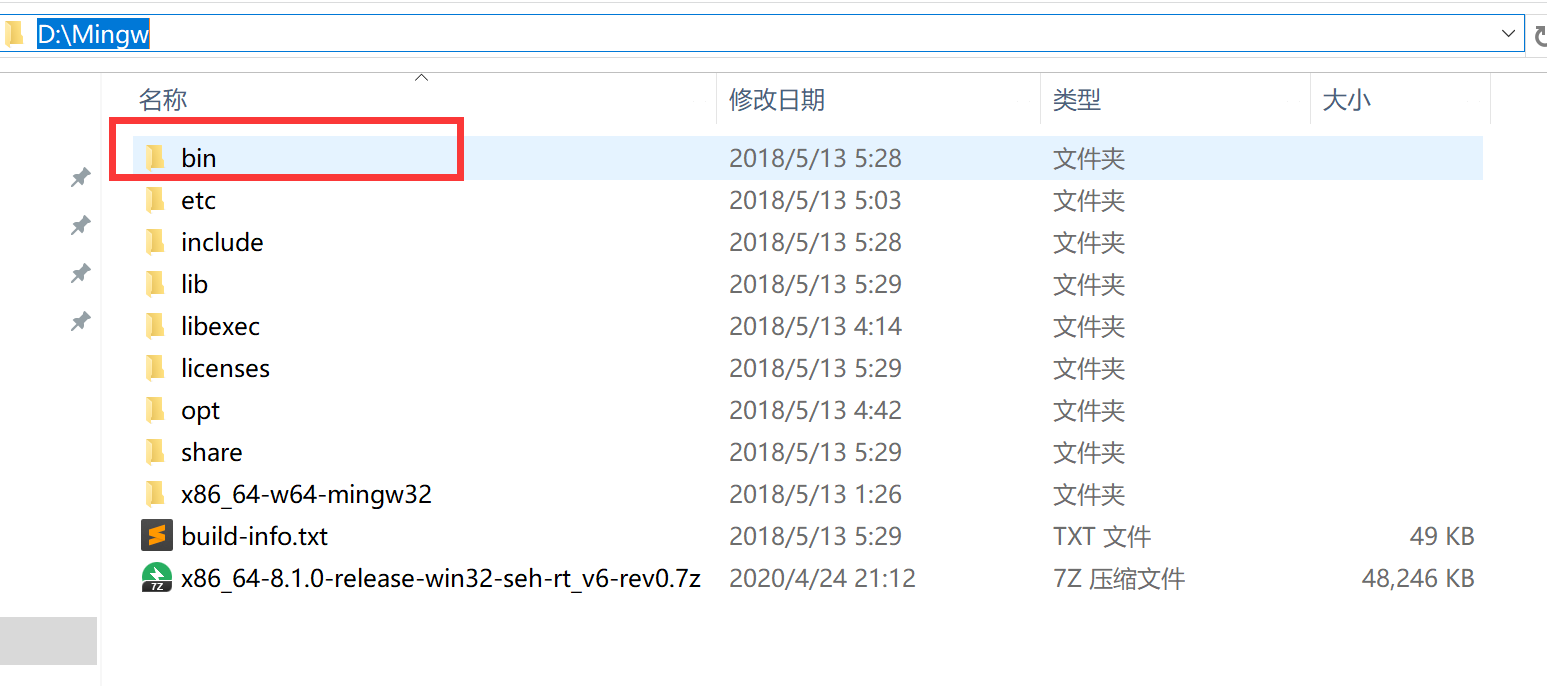 D:\Mingw
名称 修改日期 类型 大小
bin 2018/5/13 5:28 文件夹
etc 2018/5/13 5:03 文件夹
include 2018/5/13 5:28 文件夹
lib 2018/5/13 5:29 文件夹
libexec 2018/5/13 4:14 文件夹
licenses 2018/5/13 5:29 文件夹
opt 2018/5/13 4:42 文件夹
share 2018/5/13 5:29 文件夹
x86_64-w64-mingw32 2018/5/13 1:26 文件夹
build-info.txt 2018/5/13 5:29 TXT 文件 49 KB
7Z x86_64-8.1.0-release-win32-seh-rt_v6-rev0.7z 2020/4/24 21:12 7Z 压缩文件 48,246 KB